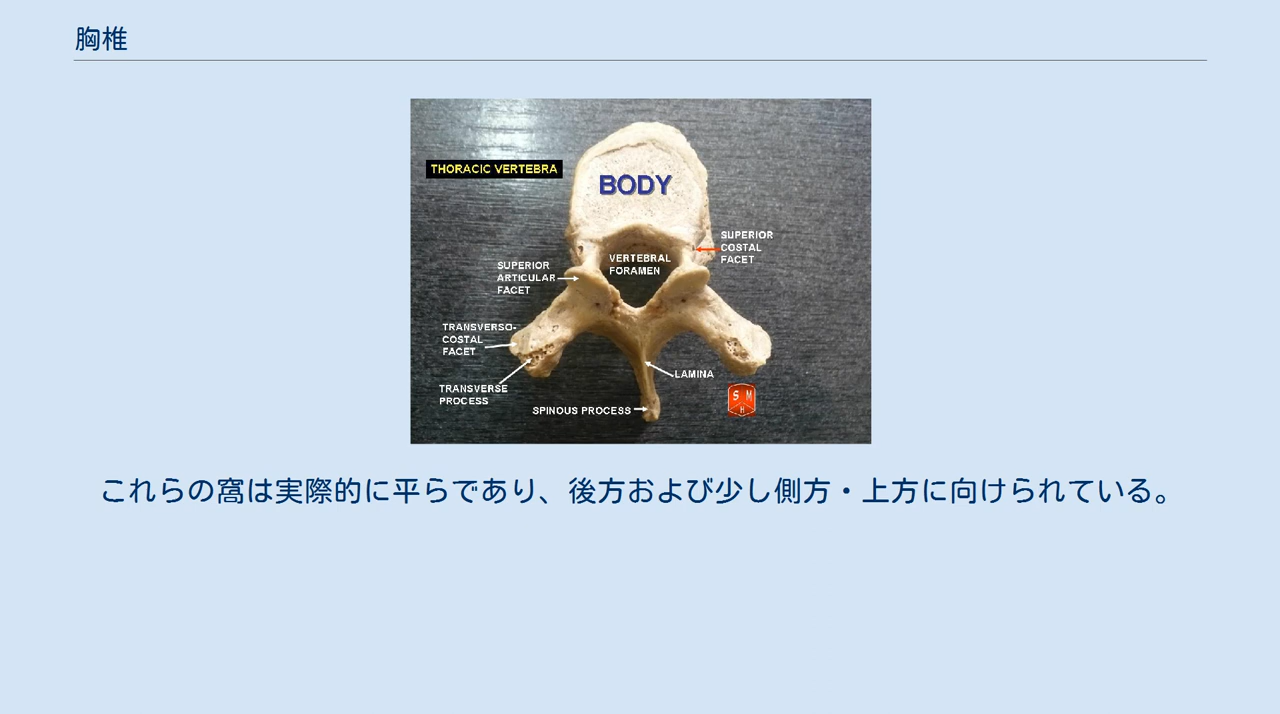 胸椎
THORACIC VERTEBRA
BODY
SUPERIOR
COSTAL
FACET
VERTEBRAL
FORAMEN
SUPERIOR
ARTICULAR
FACET
TRANSVERSO-
COSTAL
FACET
TRANSVERSE
PROCESS
LAMINA
SPINOUS PROCESS
S M
H
これらの窩は実際的に平らであり、後方および少し側方・上方に向けられている。